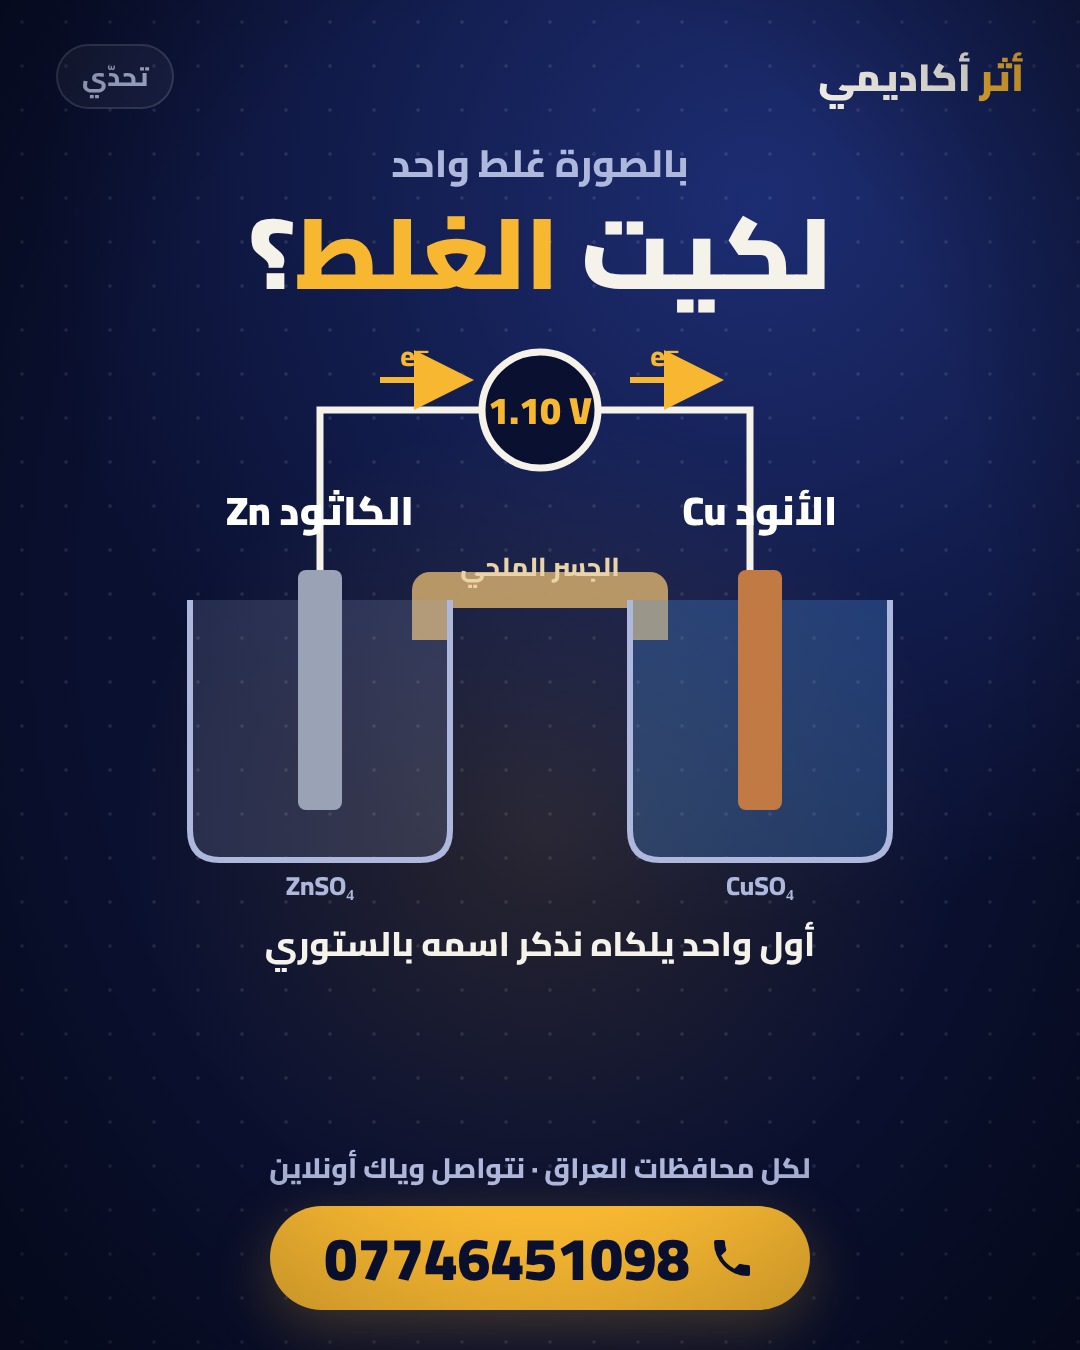 أثر أكاديمي
تحدّي
بالصورة غلط واحد
لكيت الغلط؟
e⁻ e⁻
1.10 V
الكاثود Zn
الأنود Cu
الجسر الملحي
ZnSO₄
CuSO₄
أول واحد يلكاه نذكر اسمه بالستوري
لكل محافظات العراق · نتواصل وياك أونلاين
07746451098